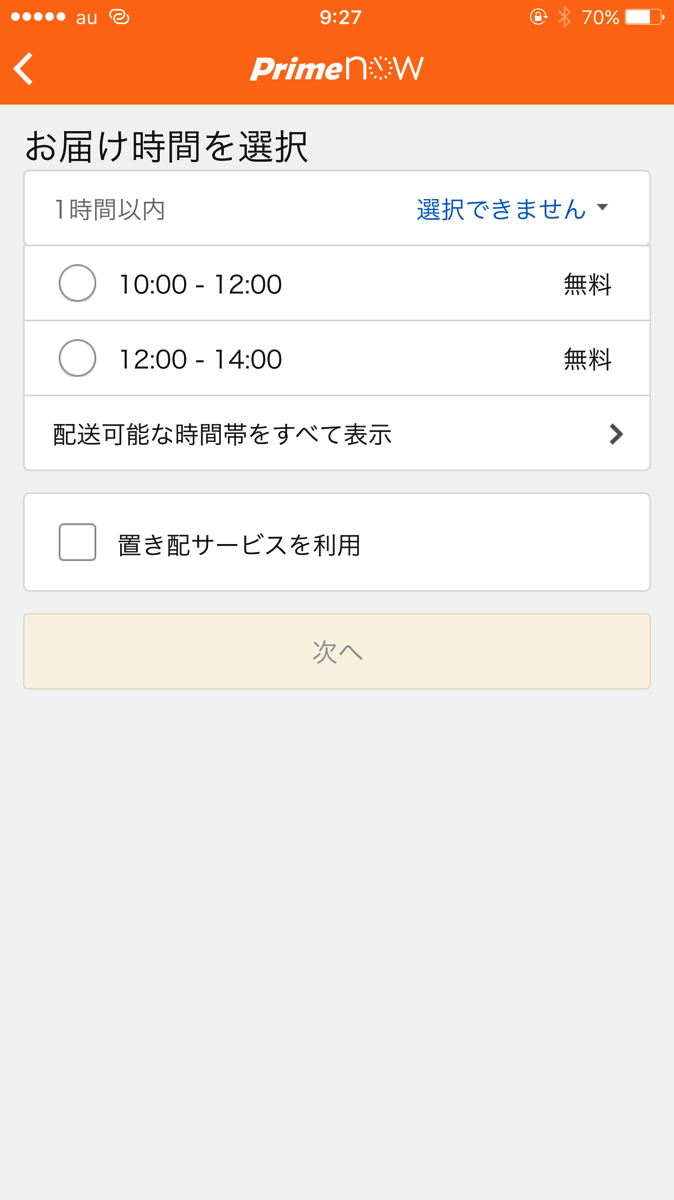 au 9:27 70%
Prime now
お届け時間を選択
1時間以内 選択できません
10:00 - 12:00 無料
12:00 - 14:00 無料
配送可能な時間帯をすべて表示
置き配サービスを利用
次へ